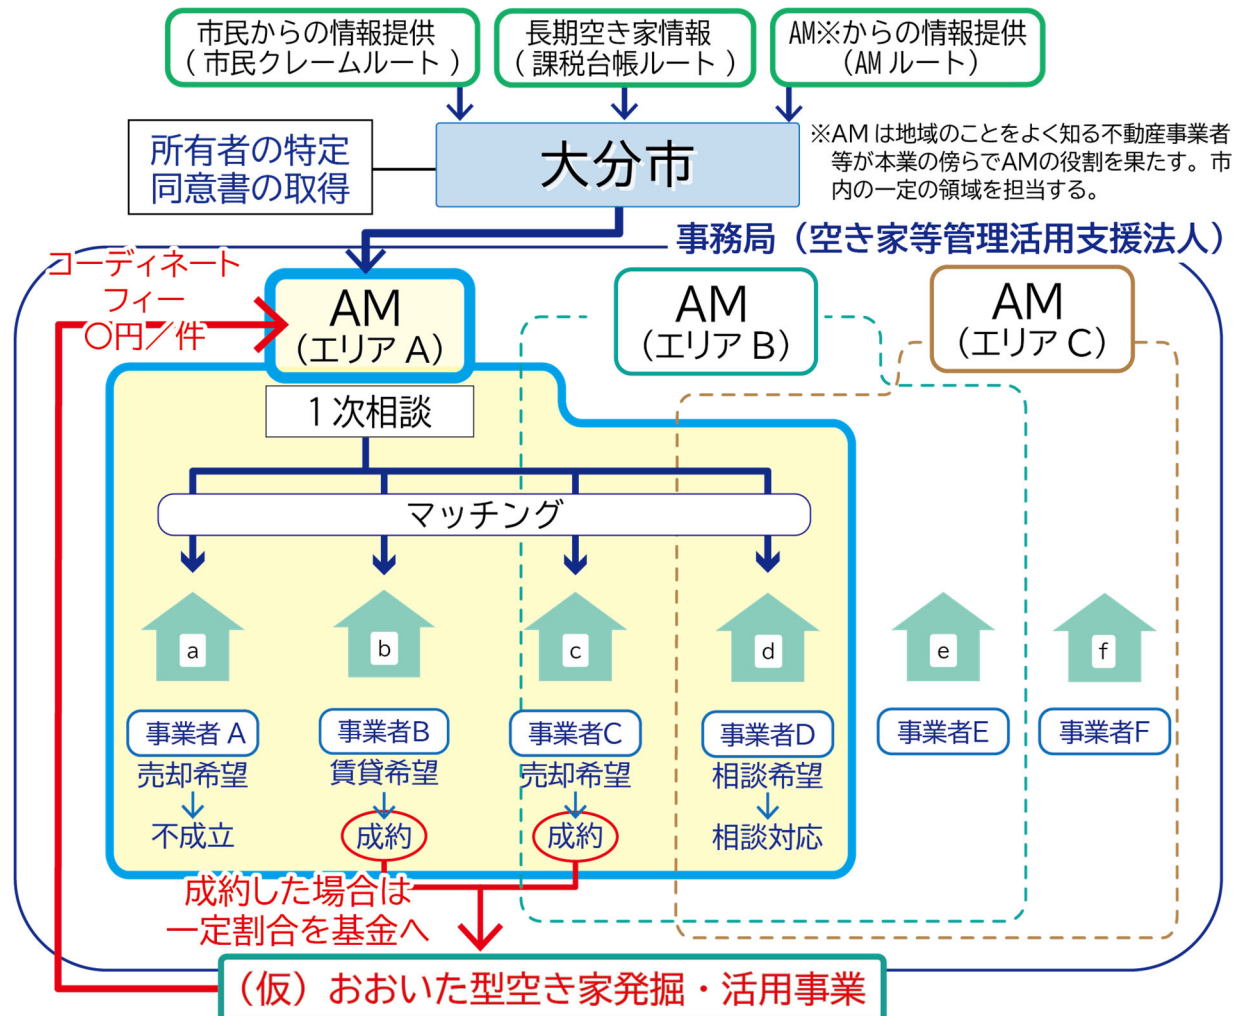 市民からの情報提供
( 市民クレームルート )
長期空き家情報
( 課税台帳ルート )
AM※からの情報提供
(AMルート)
所有者の特定
同意書の取得
大分市
※AMは地域のことをよく知る不動産事業者
等が本業の傍らでAMの役割を果たす。市
内の一定の領域を担当する。
事務局（空き家等管理活用支援法人）
コーディネート
フィー
〇円／件
AM
(エリア A)
AM
(エリア B)
AM
(エリア C)
1次相談
マッチング
a
b
c
d
e
f
事業者 A
事業者B
事業者C
事業者D
事業者E
事業者F
売却希望
賃貸希望
売却希望
相談希望
不成立
成約
成約
相談対応
成約した場合は
一定割合を基金へ
（仮）おおいた型空き家発掘・活用事業